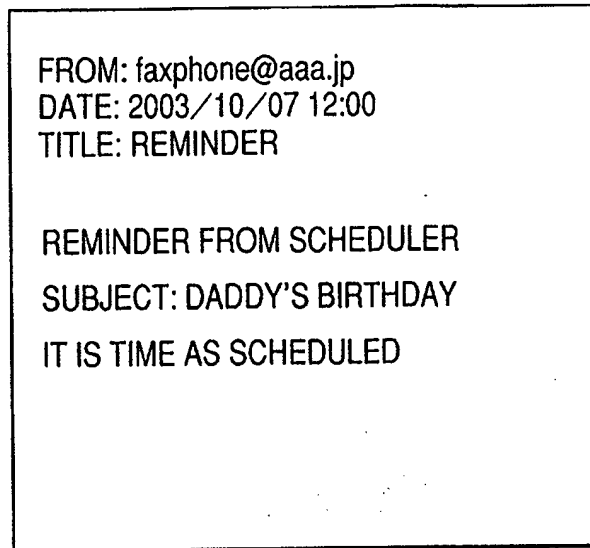 FROM: faxphone@aaa.jp
DATE: 2003/10/07 12:00
TITLE: REMINDER
REMINDER FROM SCHEDULER
SUBJECT: DADDY'S BIRTHDAY
IT IS TIME AS SCHEDULED